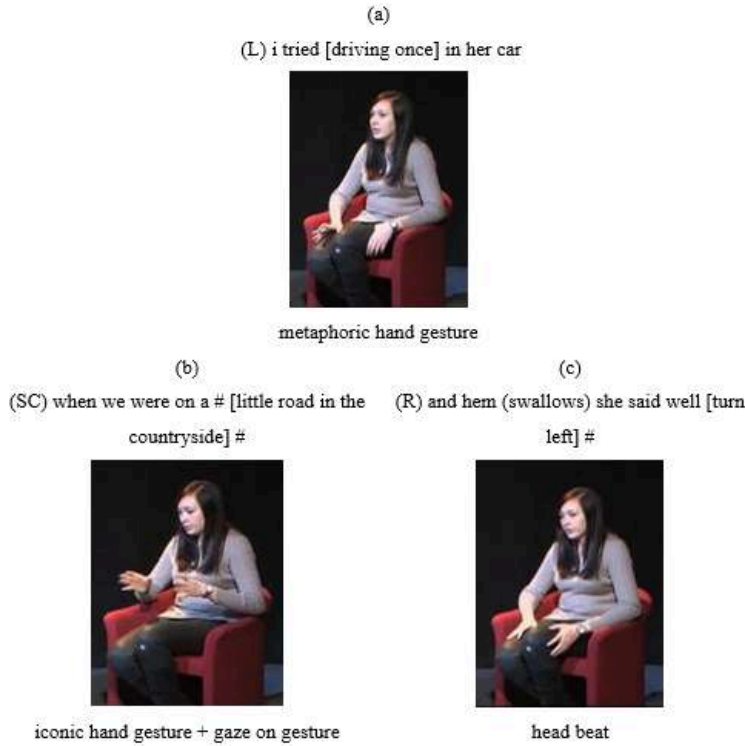 (a)
(L) i tried [driving once] in her car
metaphoric hand gesture
(b)
(SC) when we were on a # [little road in the
countryside] #
iconic hand gesture + gaze on gesture
(c)
(R) and hem (swallows) she said well [turn
left] #
head beat